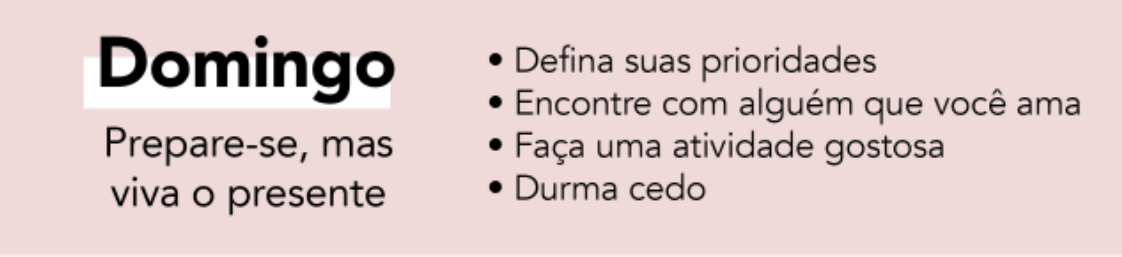 Domingo
Prepare-se, mas
viva o presente
• Defina suas prioridades
• Encontre com alguém que você ama
• Faça uma atividade gostosa
• Durma cedo